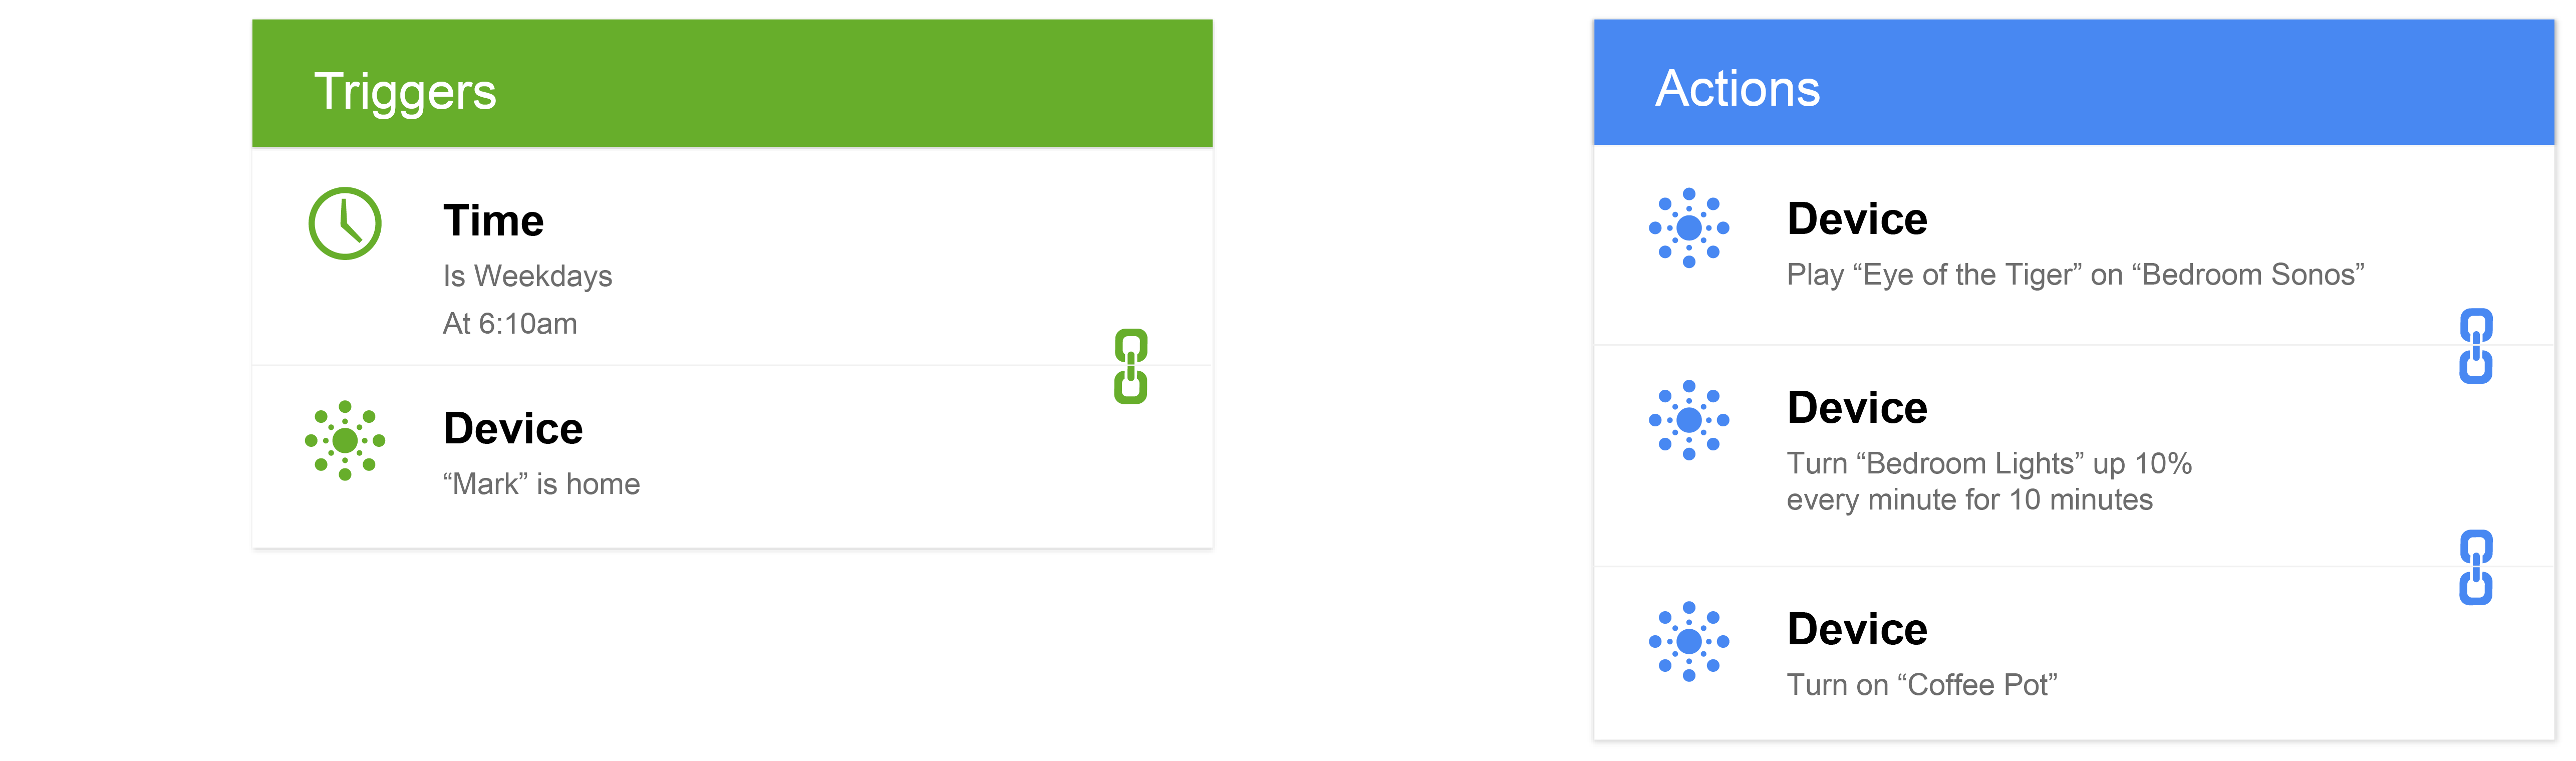 Triggers
Time
Is Weekdays
At 6:10am
Device
“Mark” is home
Actions
Device
Play “Eye of the Tiger” on “Bedroom Sonos”
Device
Turn “Bedroom Lights” up 10%
every minute for 10 minutes
Device
Turn on “Coffee Pot”